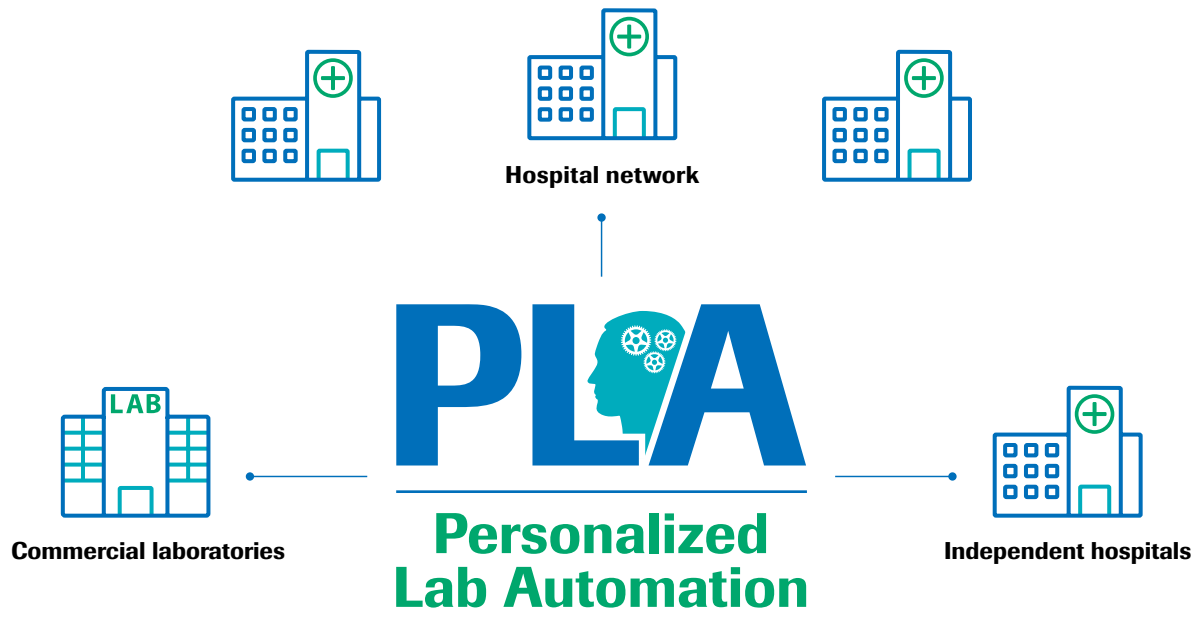 Hospital network
PLA
LAB
Commercial laboratories
Personalized
Lab Automation
Independent hospitals